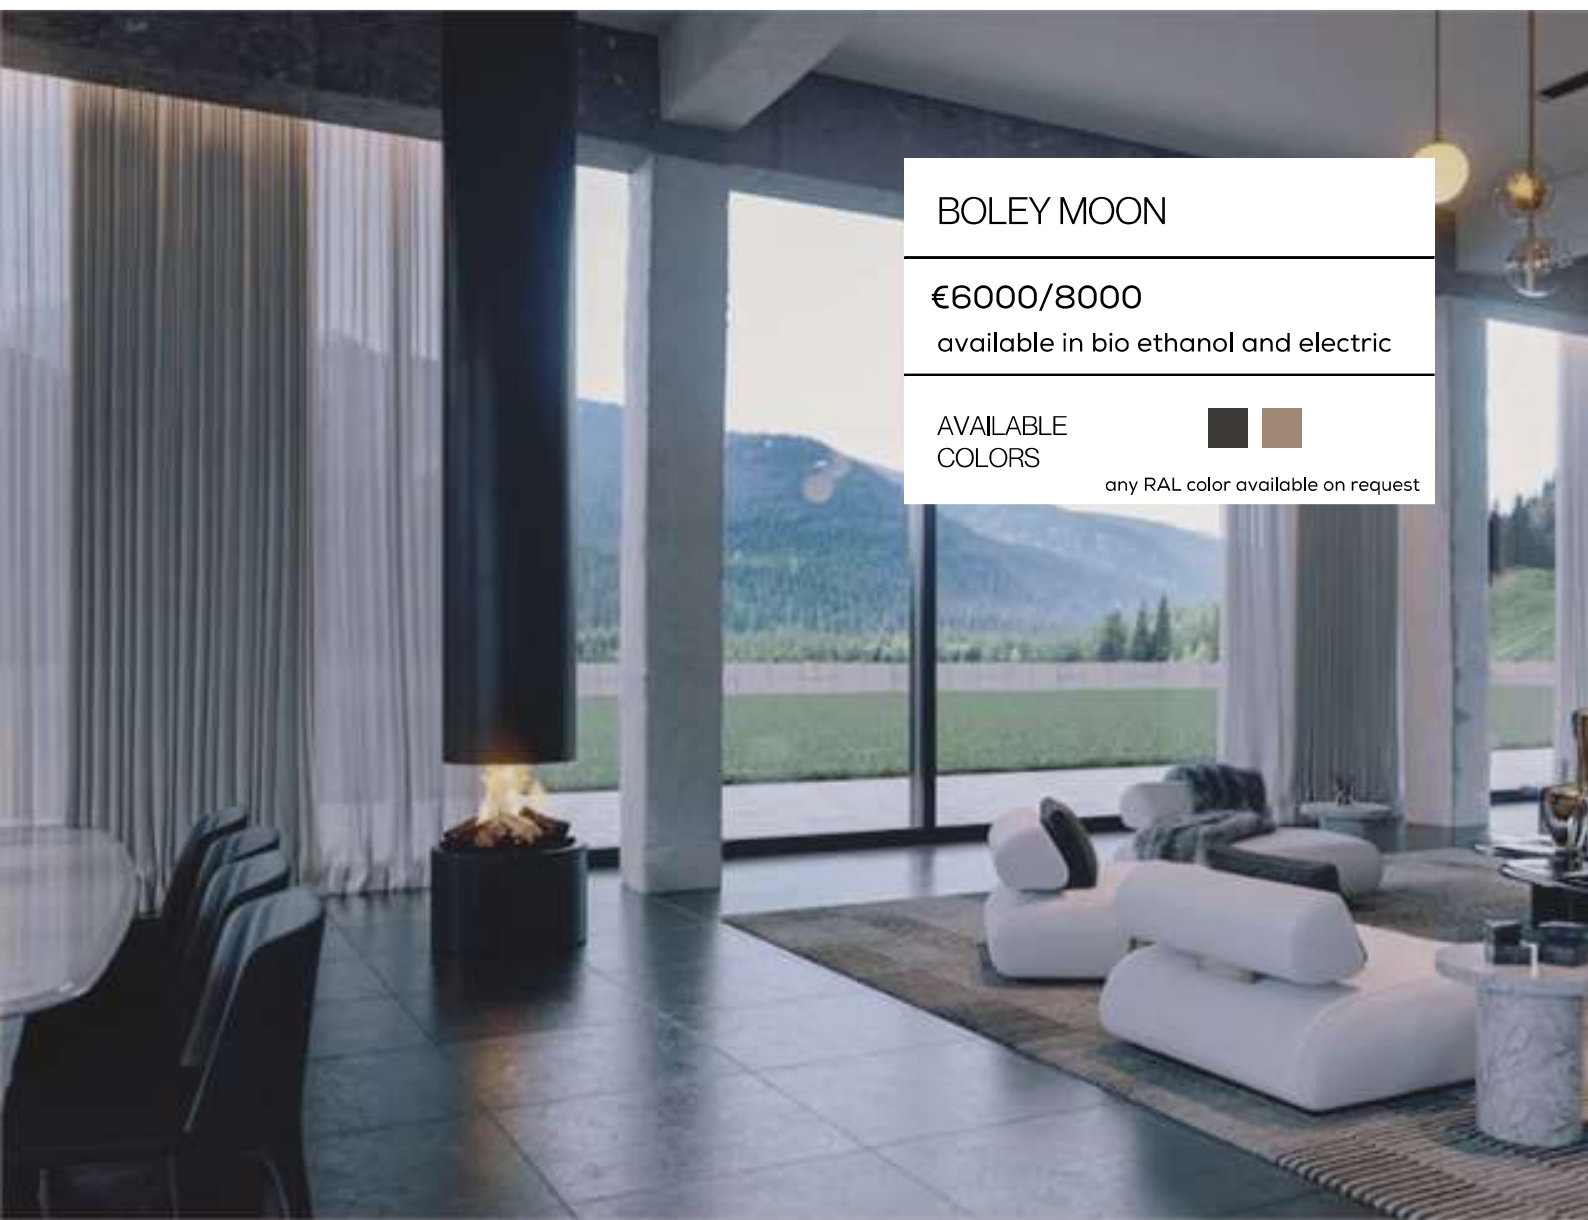 BOLEY MOON
€6000/8000
available in bio ethanol and electric
AVAILABLE
COLORS
any RAL color available on request